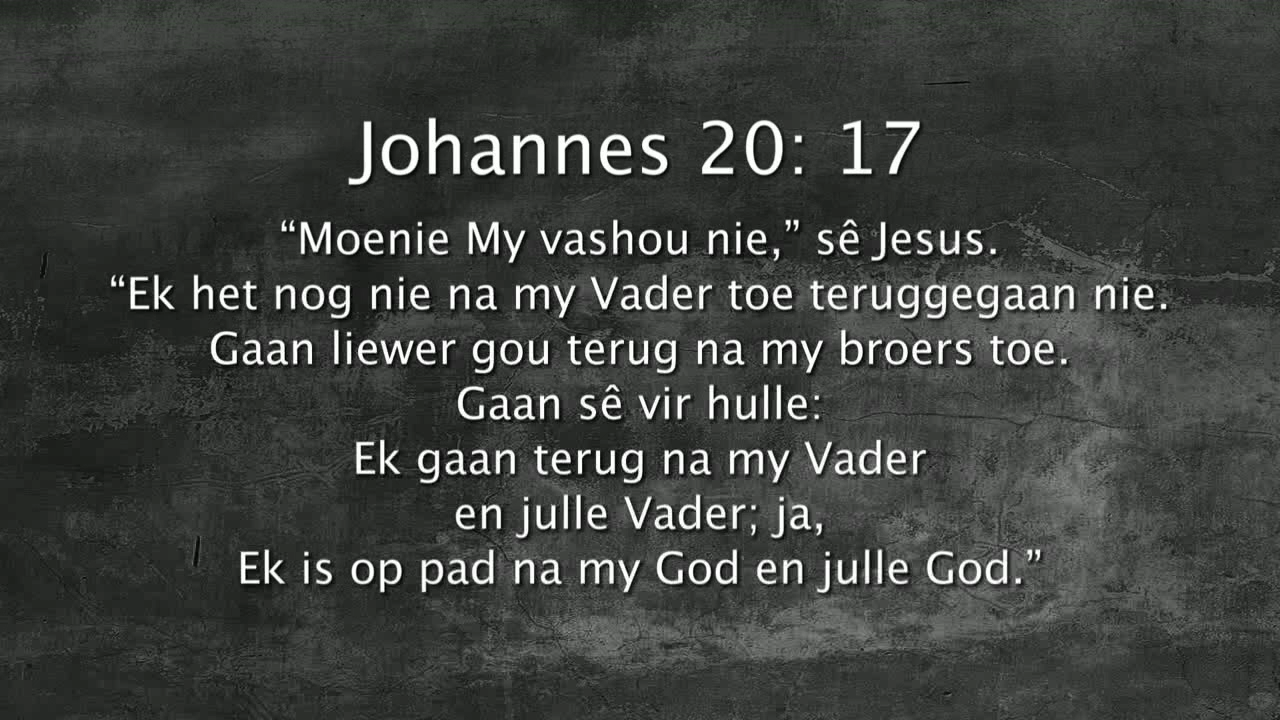 Johannes 20: 17
“Moenie My vashou nie,” sê Jesus.
“Ek het nog nie na my Vader toe teruggegaan nie.
Gaan liewer gou terug na my broers toe.
Gaan sê vir hulle:
Ek gaan terug na my Vader
en julle Vader; ja,
Ek is op pad na my God en julle God.”